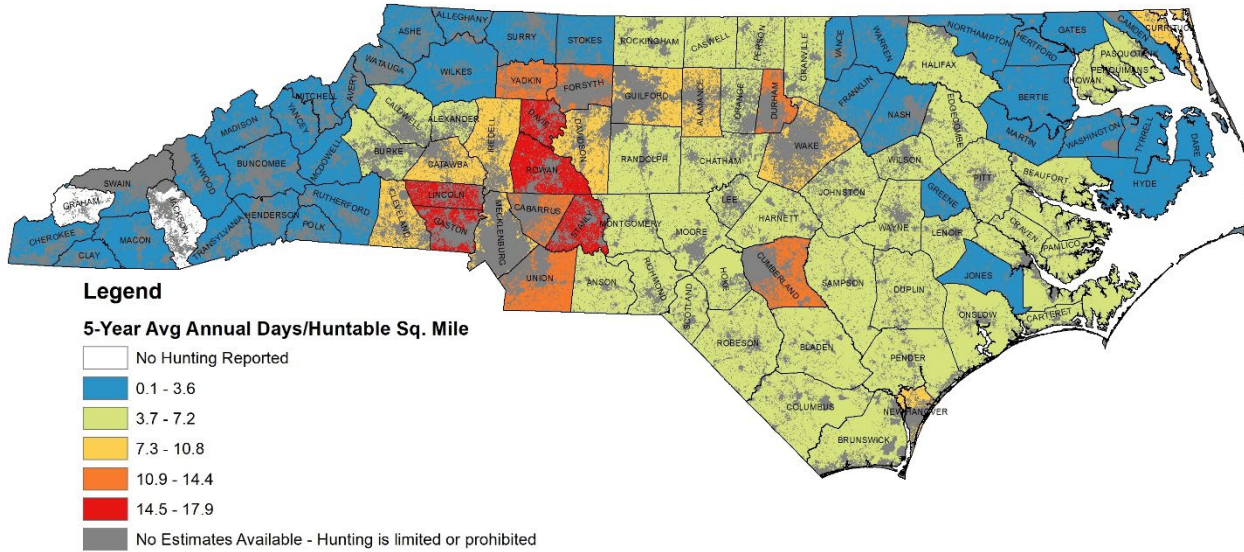 ALLEGHANY
ASHE
SURRY
STOKES
ROCKINGHAM
CASWELL
PERSON
GRANVILLE
VANCE
WARREN
NORTHAMPTON
HERTFORD
GATES
CAMDEN
CURRITUCK
PASQUOTANK
PERQUIMANS
CHOWAN
HALIFAX
BERTIE
WATAUGA
WILKES
YADKIN
FORSYTH
GUILFORD
ALAMANCE
ORANGE
DURHAM
FRANKLIN
NASH
EDGECOMBE
MARTIN
WASHINGTON
TYRRELL
DARE
AVERY
MITCHELL
YANCEY
MADISON
CALDWELL
ALEXANDER
IREDELL
DAVIE
DAVIDSON
WAKE
WILSON
PITT
BEAUFORT
HYDE
BURKE
CATAWBA
ROWAN
RANDOLPH
CHATHAM
JOHNSTON
GREENE
SWAIN
HAYWOOD
BUNCOMBE
MCDOWELL
RUTHERFORD
LINCOLN
GRAHAM
JACKSON
TRANSYLVANIA
HENDERSON
POLK
CLEVELAND
GASTON
MECKLENBURG
CABARRUS
STANLY
MONTGOMERY
MOORE
LEE
HARNETT
WAYNE
LENOIR
CRAVEN
PAMLICO
CHEROKEE
CLAY
MACON
UNION
ANSON
RICHMOND
SCOTLAND
HOKE
CUMBERLAND
SAMPSON
DUPLIN
JONES
ONSLOW
CARTERET
ROBESON
BLADEN
PENDER
COLUMBUS
NEW HANOVER
BRUNSWICK
Legend
5-Year Avg Annual Days/Huntable Sq. Mile
No Hunting Reported
0.1 - 3.6
3.7 - 7.2
7.3 - 10.8
10.9 - 14.4
14.5 - 17.9
No Estimates Available - Hunting is limited or prohibited